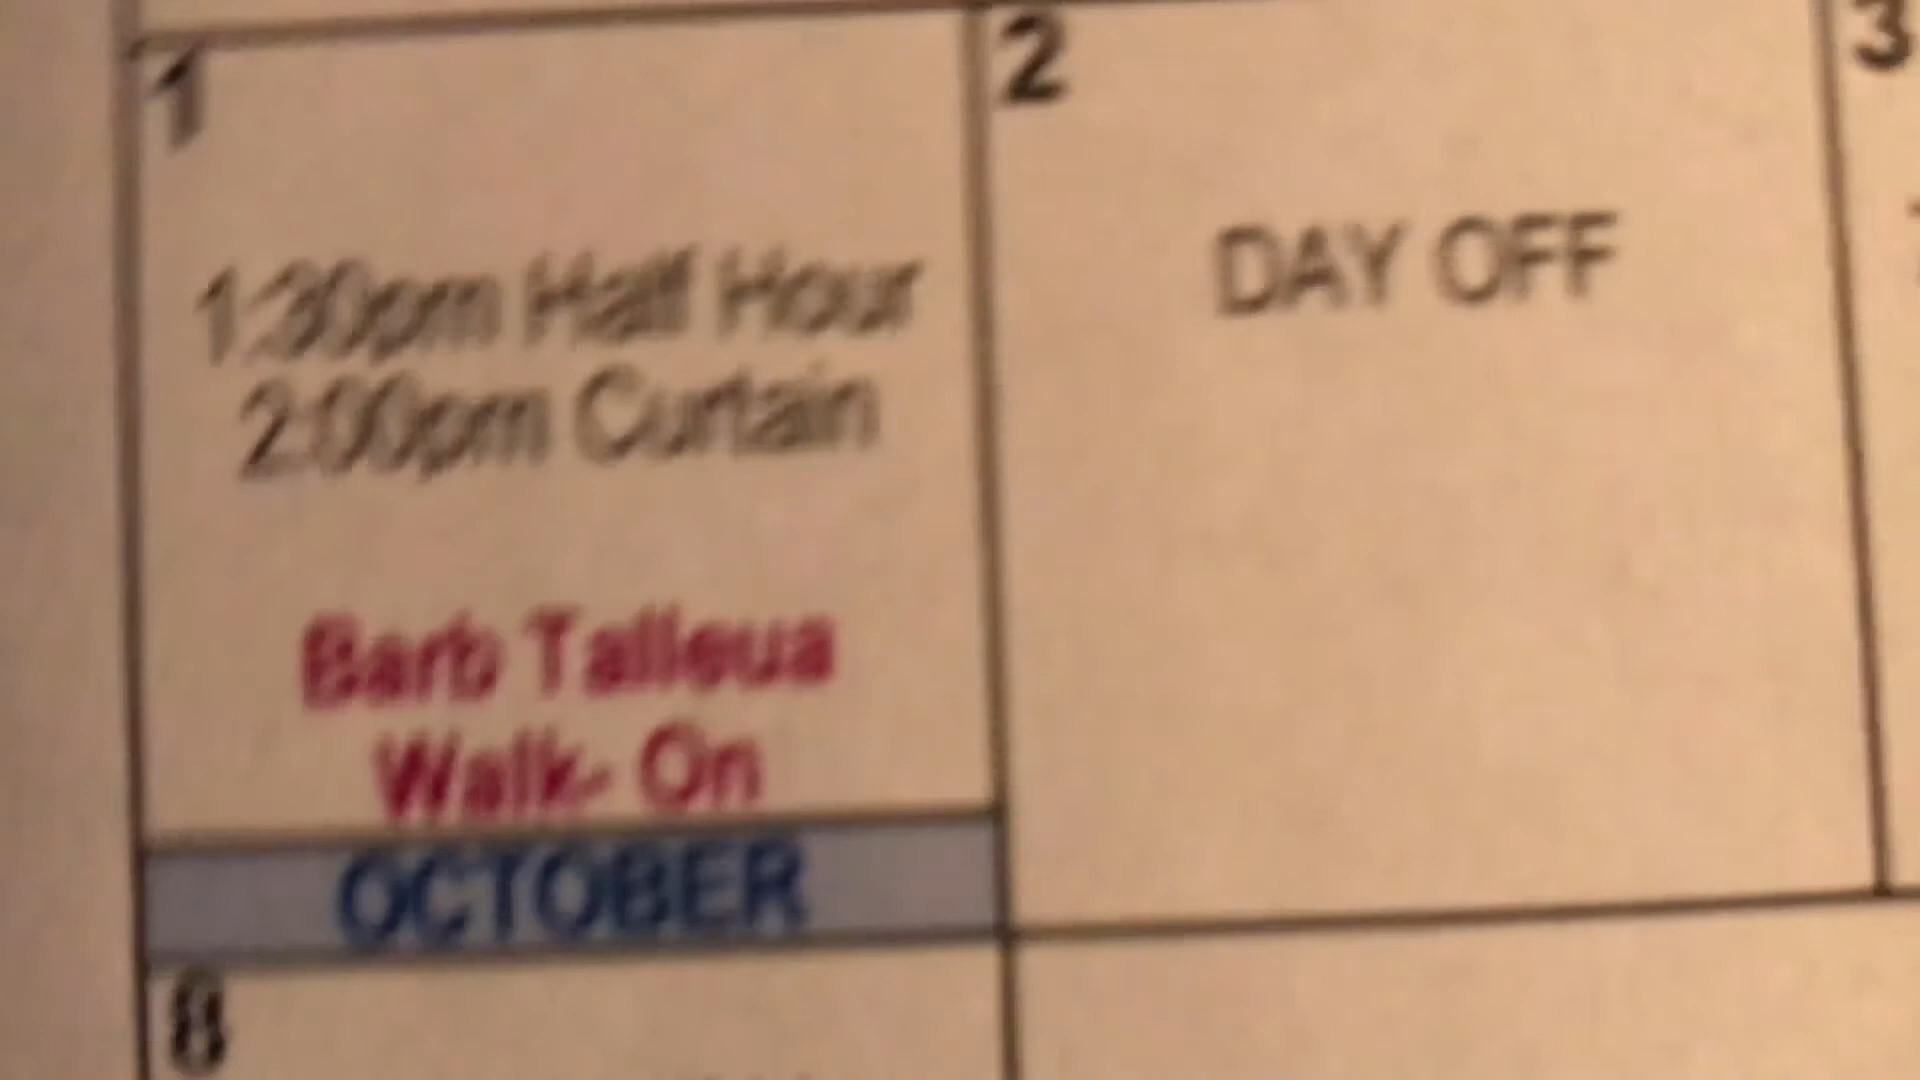 1
2
3
1:30pm Half Hour
2:00pm Curtain
DAY OFF
Barb Talleua
Walk- On
OCTOBER
8